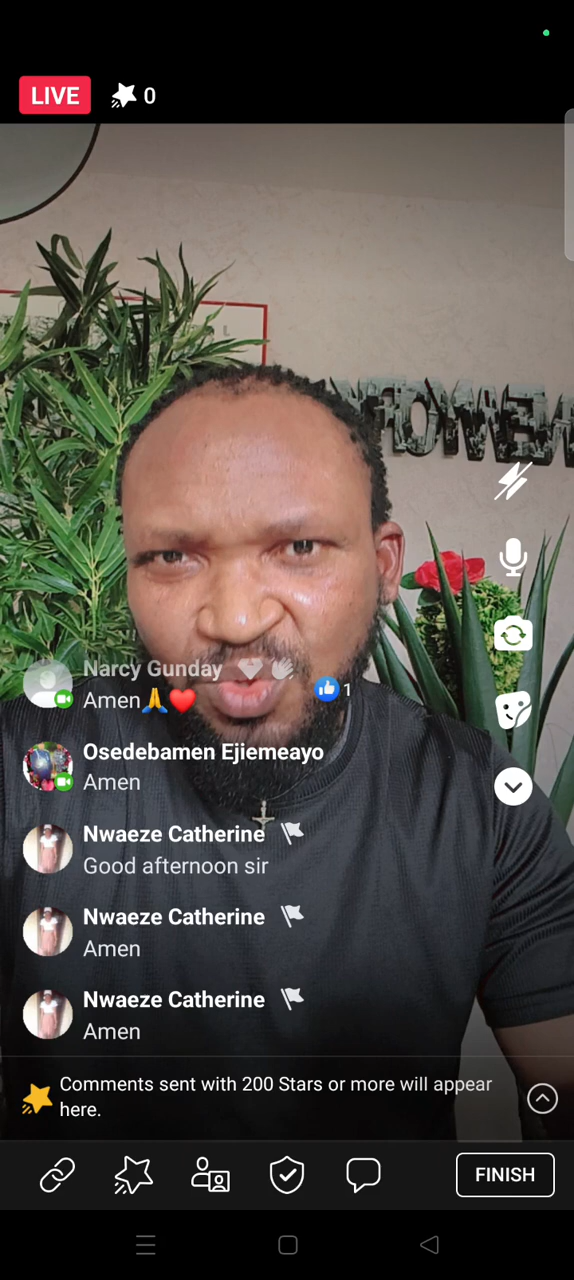 LIVE
0
Narcy Gunday
Amen🙏❤️
1
Osedebamen Ejiemeayo
Amen
Nwaeze Catherine
Good afternoon sir
Nwaeze Catherine
Amen
Nwaeze Catherine
Amen
Comments sent with 200 Stars or more will appear
here.
FINISH